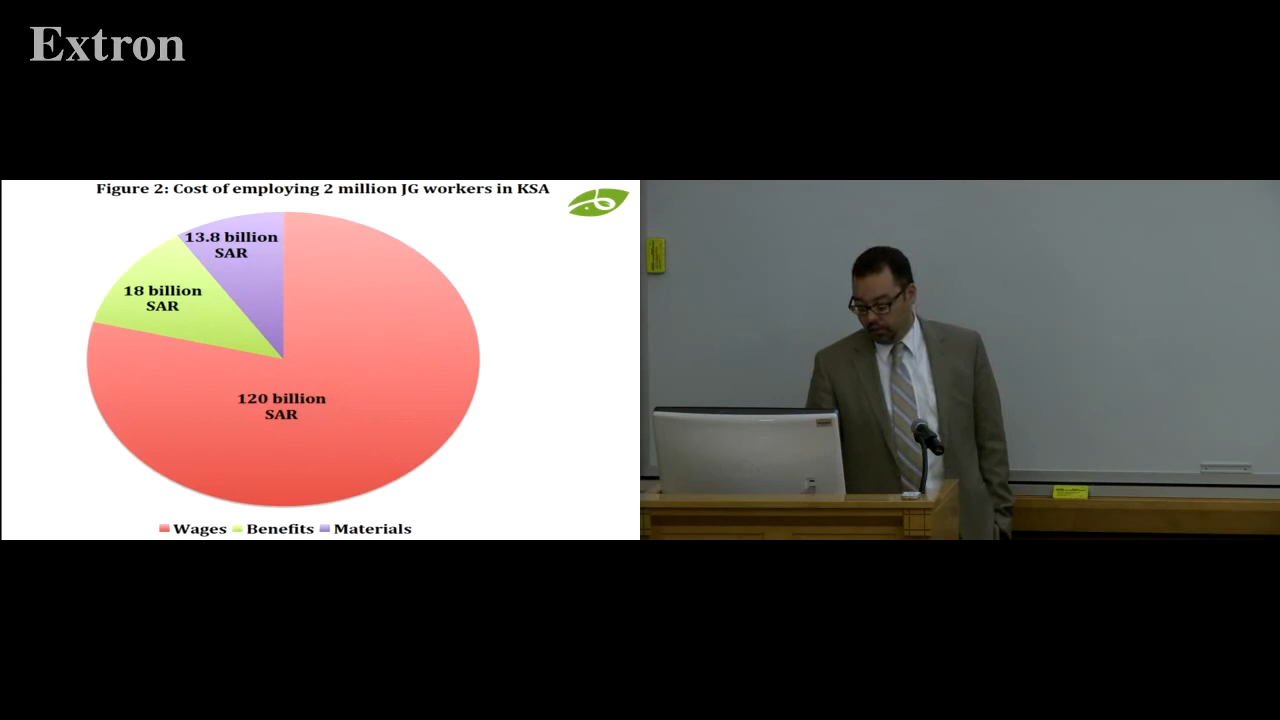 Extron
Figure 2: Cost of employing 2 million JG workers in KSA
13.8 billion
SAR
18 billion
SAR
120 billion
SAR
Wages Benefits Materials